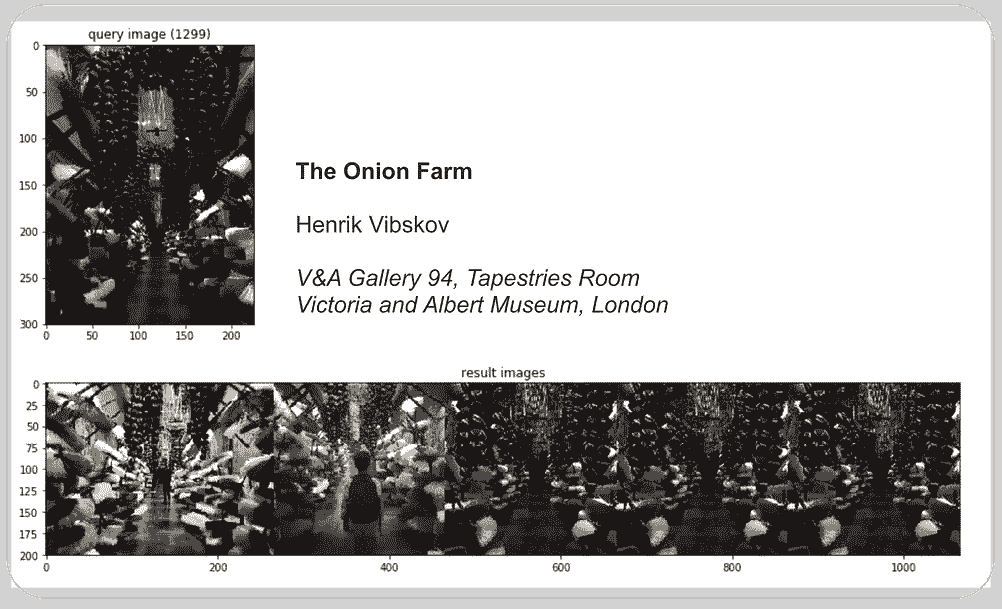 query image (1299)
0
50
100
150
200
250
300
0 50 100 150 200
The Onion Farm
Henrik Vibskov
V&A Gallery 94, Tapestries Room
Victoria and Albert Museum, London
result images
0
25
50
75
100
125
150
175
200
0 200 400 600 800 1000